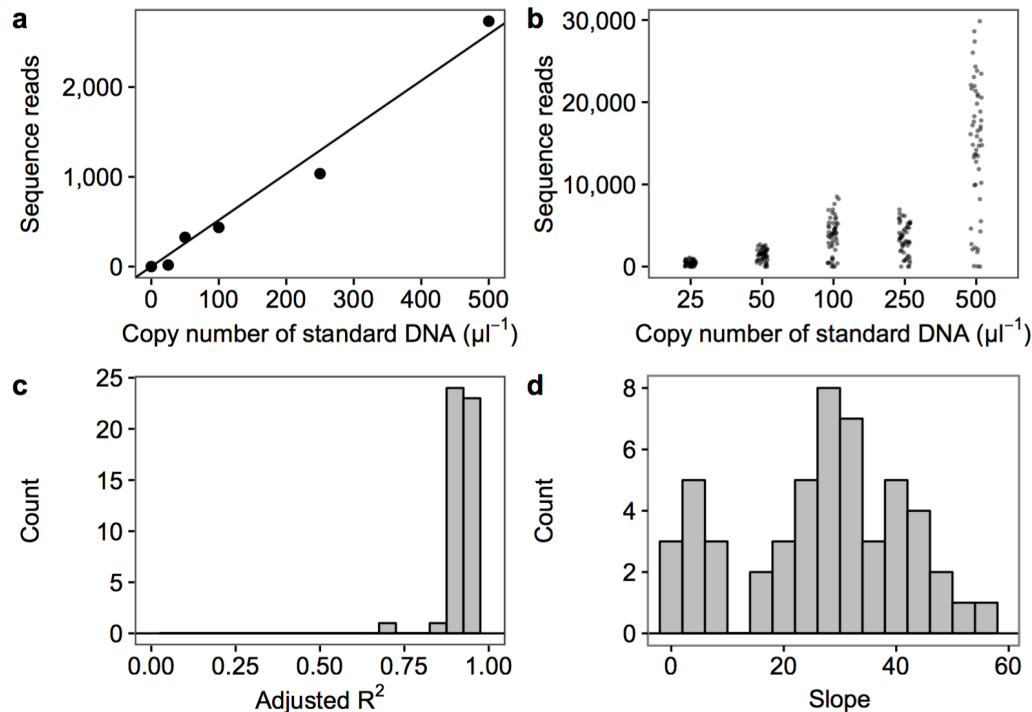 a
Sequence reads
2,000
1,000
0
0 100 200 300 400 500
Copy number of standard DNA (µl⁻¹)
b
Sequence reads
30,000
20,000
10,000
0
25 50 100 250 500
Copy number of standard DNA (µl⁻¹)
c
Count
25
20
15
10
5
0
0.00 0.25 0.50 0.75 1.00
Adjusted R²
d
Count
8
6
4
2
0
0 20 40 60
Slope